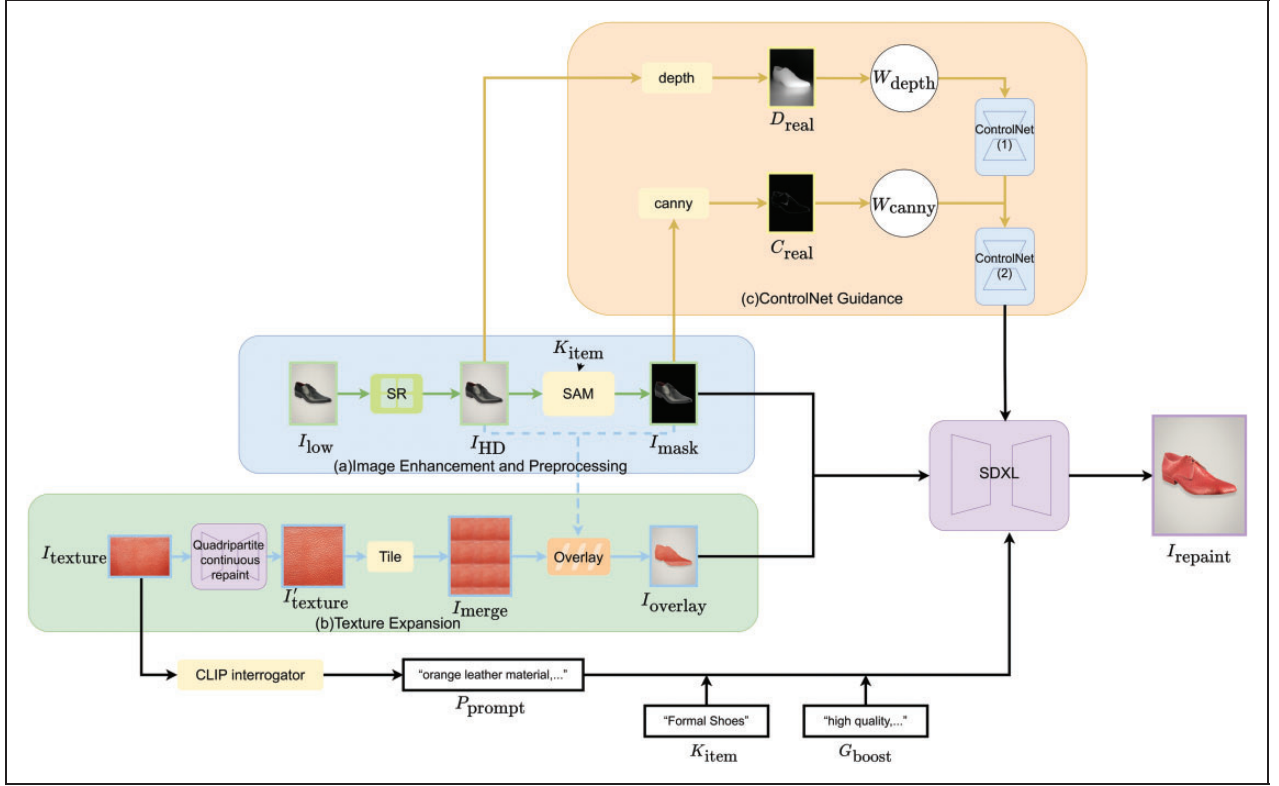 depth
D_real
W_depth
ControlNet
(1)
canny
C_real
W_canny
ControlNet
(2)
(c)ControlNet Guidance
K_item
I_low
SR
I_HD
SAM
I_mask
(a)Image Enhancement and Preprocessing
SDXL
I_repaint
I_texture
Quadripartite
continuous
repaint
I'_texture
Tile
I_merge
Overlay
I_overlay
(b)Texture Expansion
CLIP interrogator
“orange leather material,...”
P_prompt
“Formal Shoes”
K_item
“high quality,...”
G_boost